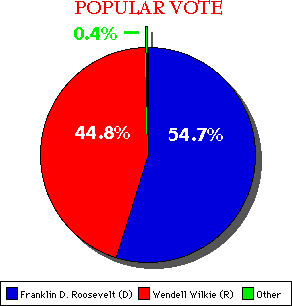 POPULAR VOTE
0.4%
44.8% 54.7%
Franklin D. Roosevelt (D) Wendell Wilkie (R) Other